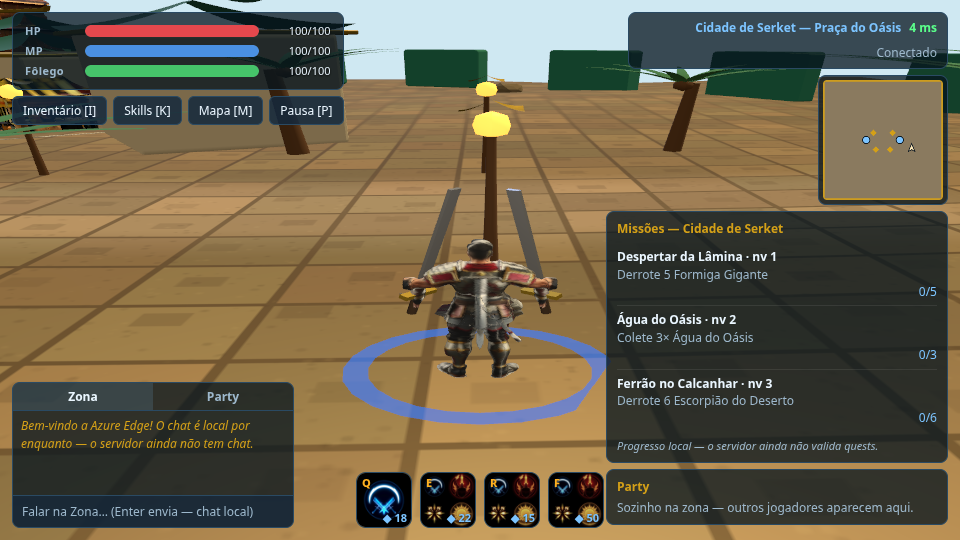 HP 100/100
MP 100/100
Fôlego 100/100
Inventário [I] Skills [K] Mapa [M] Pausa [P]
Cidade de Serket — Praça do Oásis 4 ms
Conectado
Missões — Cidade de Serket
Despertar da Lâmina · nv 1
Derrote 5 Formiga Gigante
0/5
Água do Oásis · nv 2
Colete 3× Água do Oásis
0/3
Ferrão no Calcanhar · nv 3
Derrote 6 Escorpião do Deserto
0/6
Progresso local — o servidor ainda não valida quests.
Party
Sozinho na zona — outros jogadores aparecem aqui.
Zona Party
Bem-vindo a Azure Edge! O chat é local por
enquanto — o servidor ainda não tem chat.
Falar na Zona... (Enter envia — chat local)
Q E R F
18 22 15 50